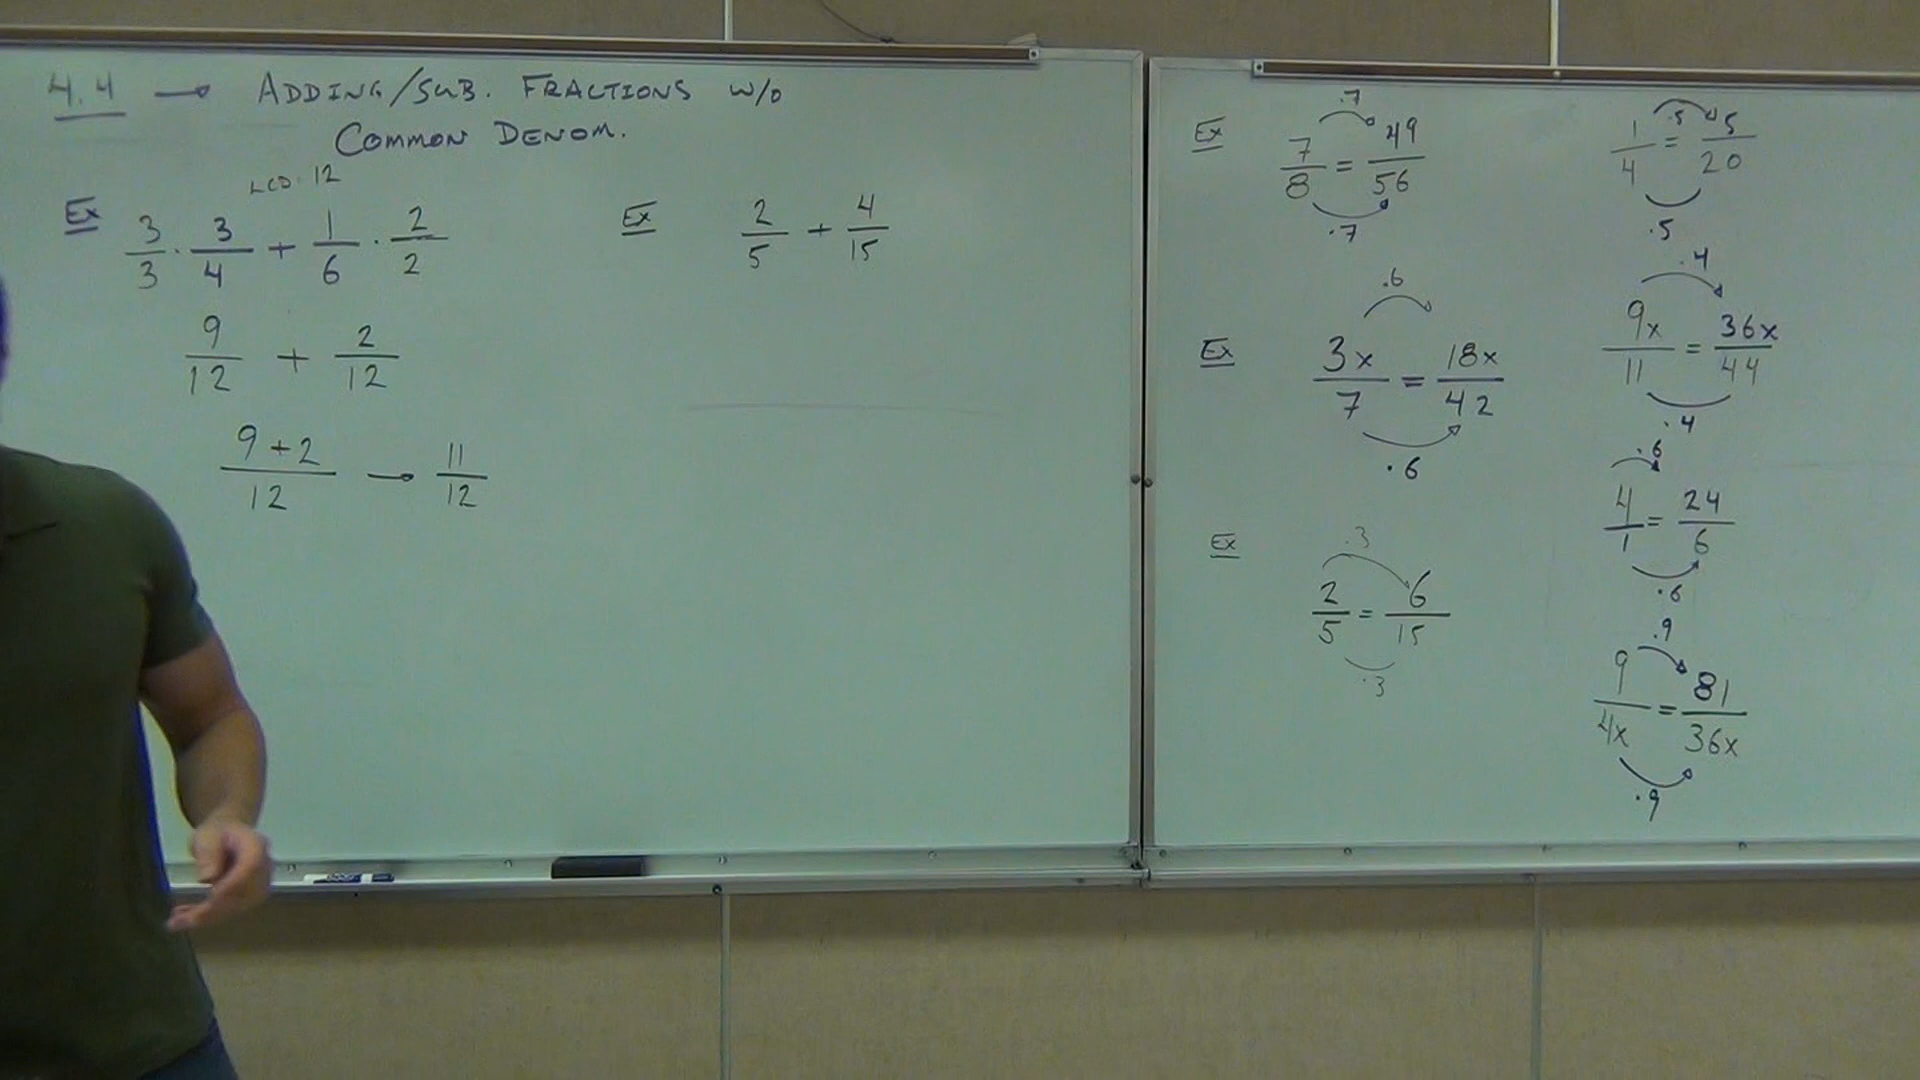 4.4 → ADDING/SUB. FRACTIONS W/O
COMMON DENOM.
LCD · 12
Ex 3/3 · 3/4 + 1/6 · 2/2
9/12 + 2/12
(9+2)/12 → 11/12
Ex 2/5 + 4/15
Ex ·7 7/8 = 49/56 ·7
Ex ·6 3x/7 = 18x/42 ·6
Ex ·3 2/5 = 6/15 ·3
·5 1/4 = 5/20 ·5
·4 9x/11 = 36x/44 ·4
·6 4/1 = 24/6 ·6
·9 9/4x = 81/36x ·9